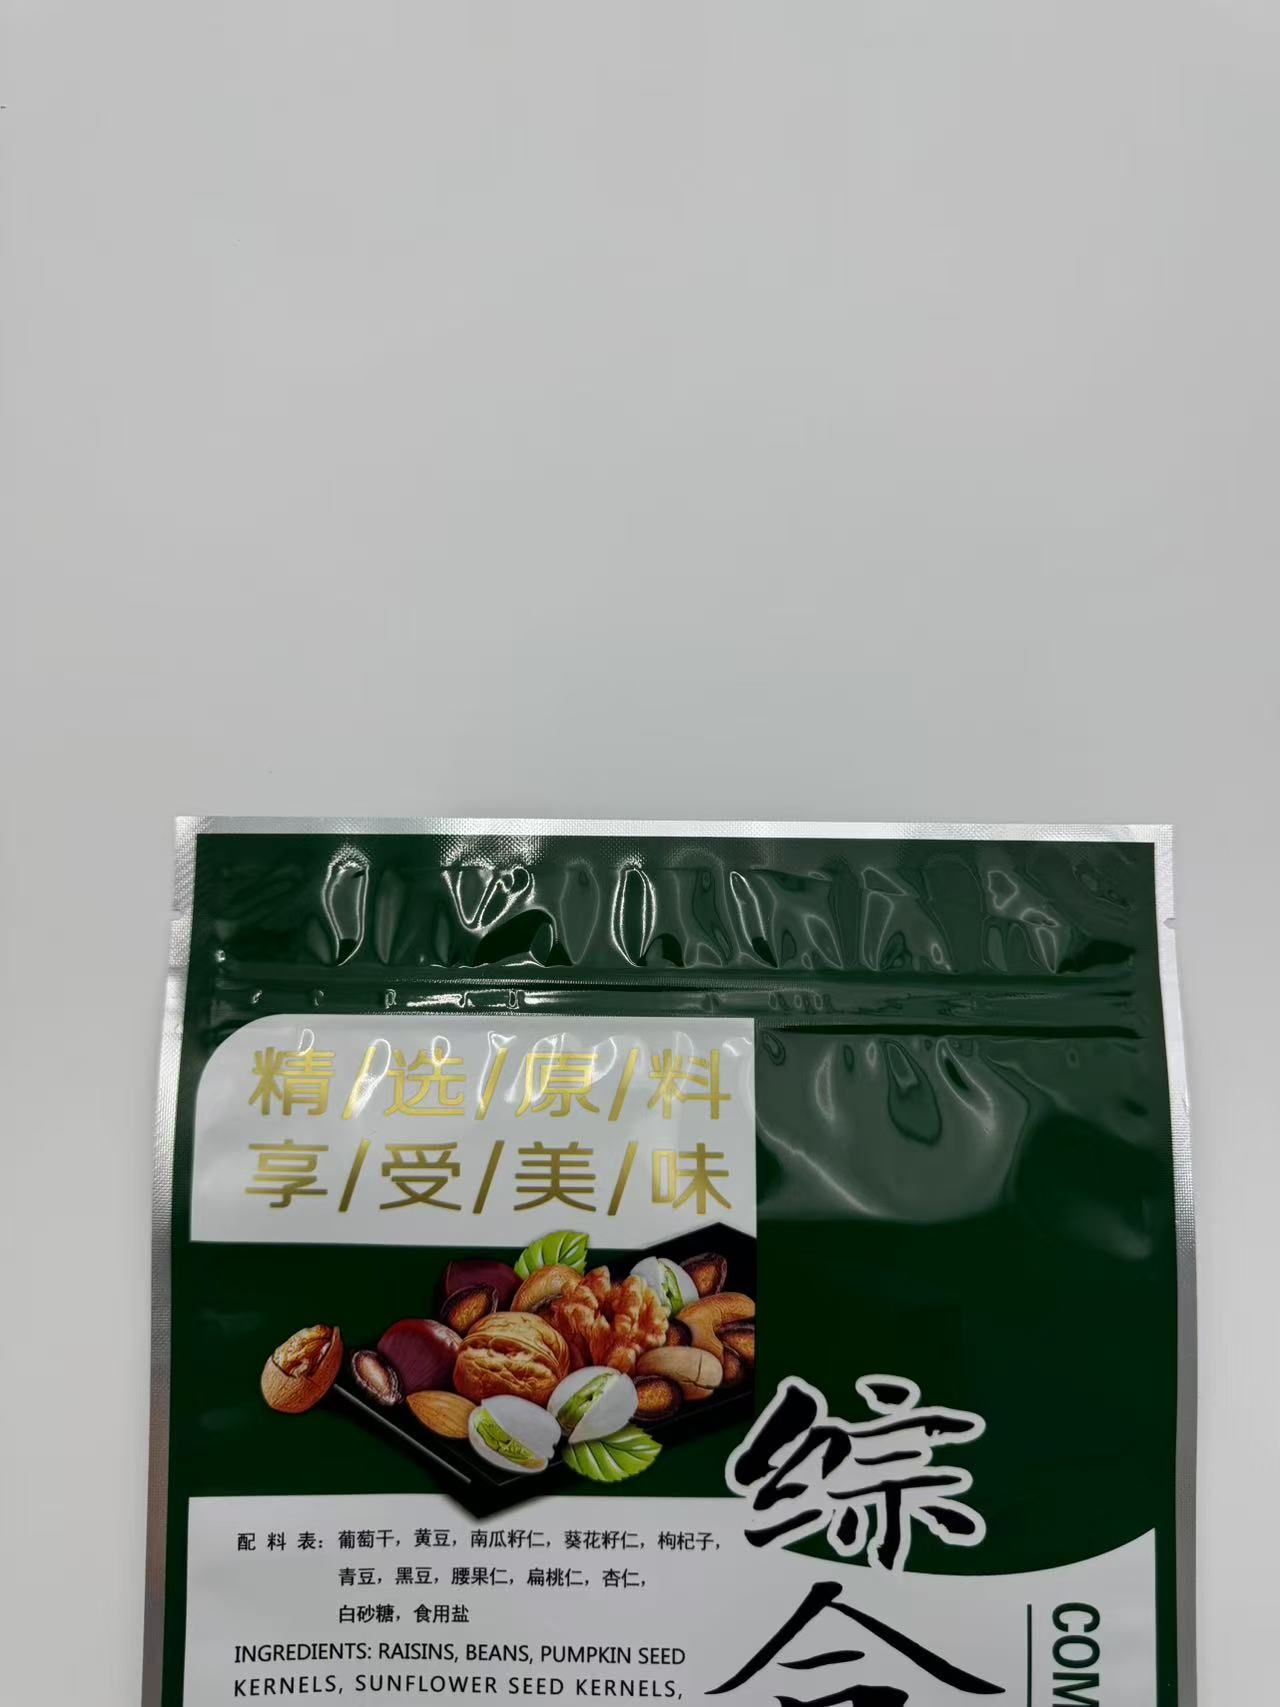 精/选/原/料
享/受/美/味
综
合
配 料 表: 葡萄干, 黄豆, 南瓜籽仁, 葵花籽仁, 枸杞子,
青豆, 黑豆, 腰果仁, 扁桃仁, 杏仁,
白砂糖, 食用盐
INGREDIENTS: RAISINS, BEANS, PUMPKIN SEED
KERNELS, SUNFLOWER SEED KERNELS,
COM